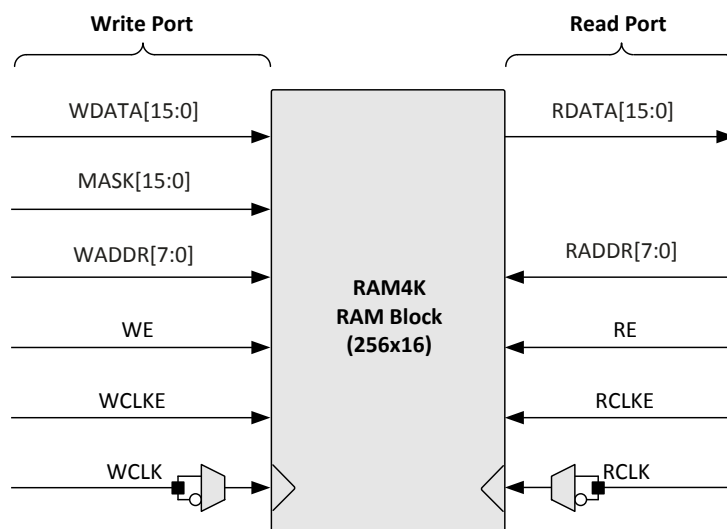 Write Port
Read Port
WDATA[15:0]
RDATA[15:0]
MASK[15:0]
WADDR[7:0]
RADDR[7:0]
RAM4K
RAM Block
(256x16)
WE
RE
WCLKE
RCLKE
WCLK
RCLK